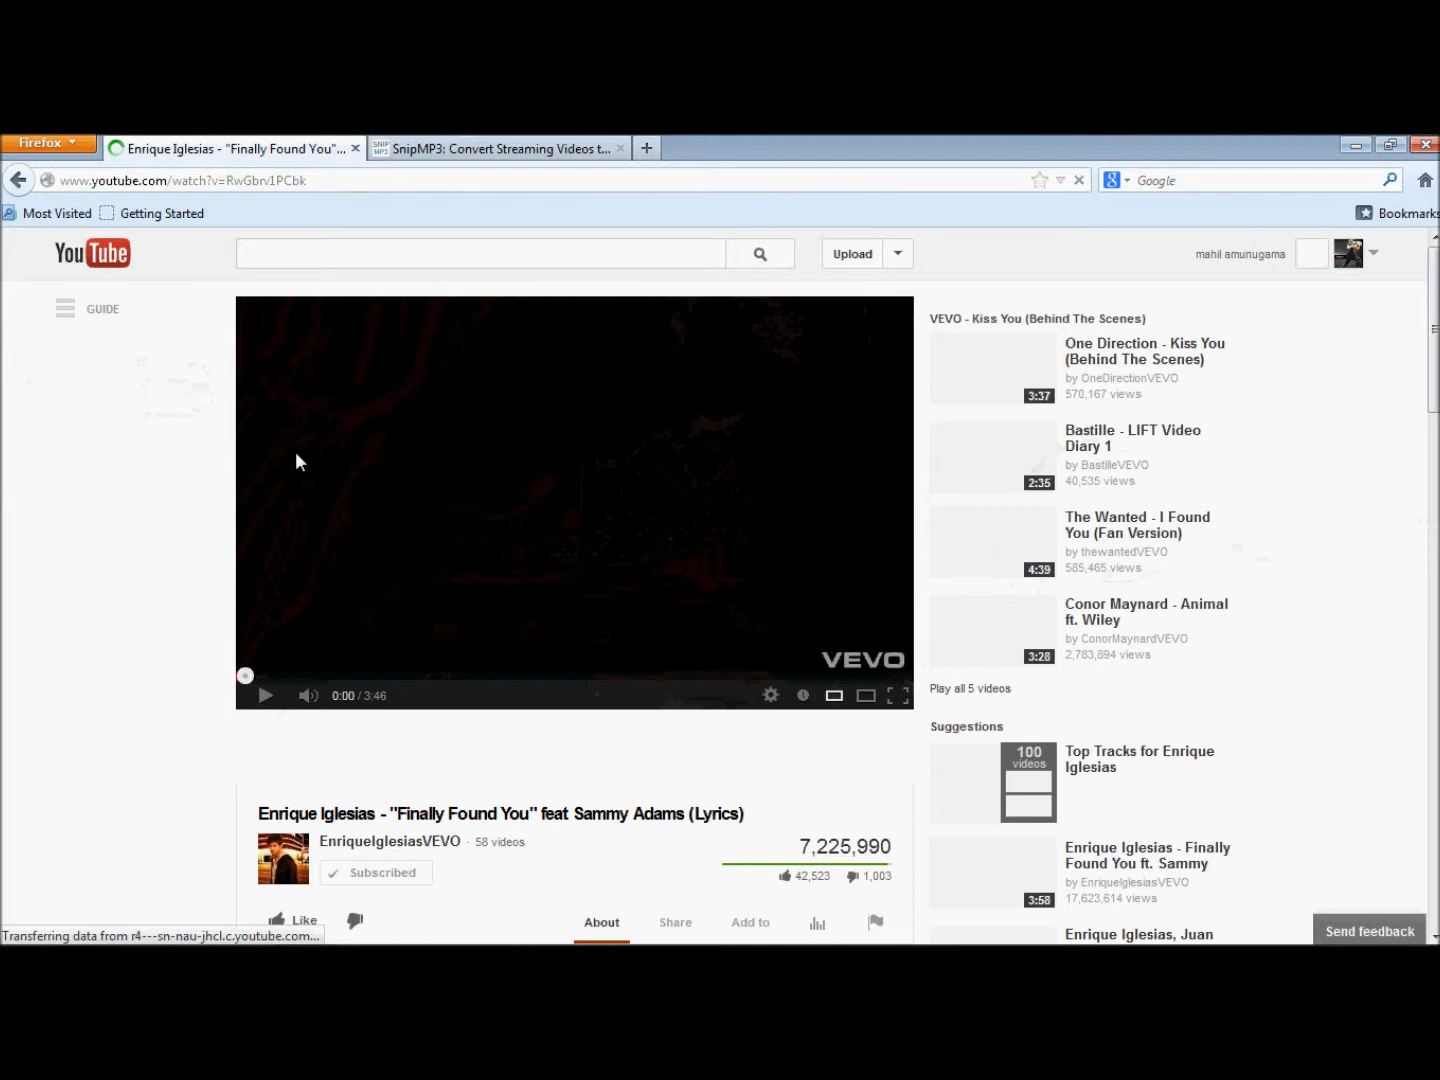 Firefox
Enrique Iglesias - "Finally Found You"...
SNIP MP3
SnipMP3: Convert Streaming Videos t...
www.youtube.com/watch?v=RwGbrv1PCbk
Google
Most Visited
Getting Started
Bookmarks
YouTube
Upload
mahil amunugama
GUIDE
VEVO - Kiss You (Behind The Scenes)
One Direction - Kiss You
(Behind The Scenes)
by OneDirectionVEVO
570,167 views
3:37
Bastille - LIFT Video
Diary 1
by BastilleVEVO
40,535 views
2:35
The Wanted - I Found
You (Fan Version)
by thewantedVEVO
585,465 views
4:39
Conor Maynard - Animal
ft. Wiley
by ConorMaynardVEVO
2,783,894 views
3:28
VEVO
0:00 / 3:46
Play all 5 videos
Suggestions
100
videos
Top Tracks for Enrique
Iglesias
Enrique Iglesias - "Finally Found You" feat Sammy Adams (Lyrics)
EnriqueIglesiasVEVO · 58 videos
Subscribed
7,225,990
42,523
1,003
Enrique Iglesias - Finally
Found You ft. Sammy
by EnriqueIglesiasVEVO
17,623,614 views
3:58
Like
About
Share
Add to
Enrique Iglesias, Juan
Send feedback
Transferring data from r4---sn-nau-jhcl.c.youtube.com...